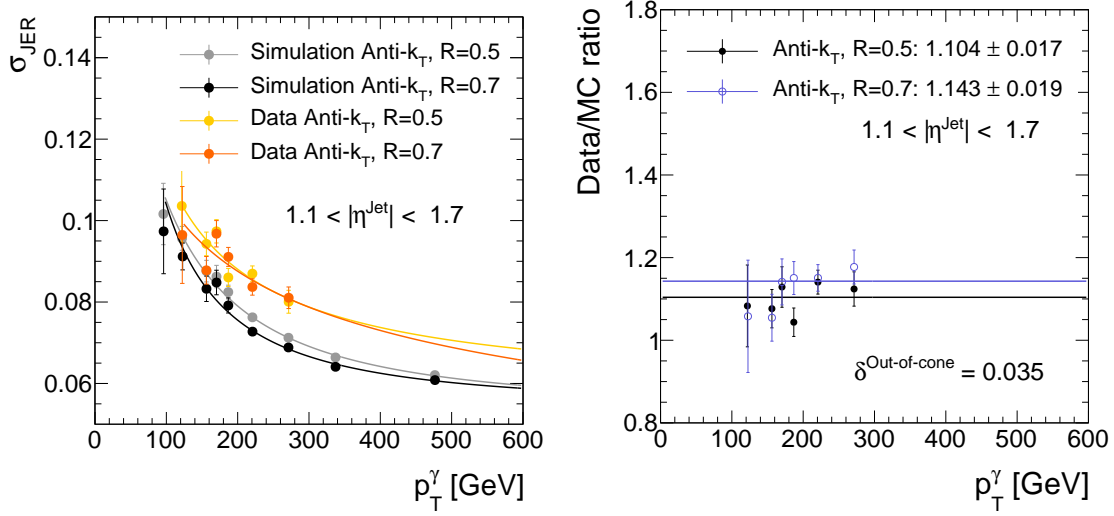 σ_JER
0.14
0.12
0.1
0.08
0.06
Simulation Anti-k_T, R=0.5
Simulation Anti-k_T, R=0.7
Data Anti-k_T, R=0.5
Data Anti-k_T, R=0.7
1.1 < |η^Jet| < 1.7
0 100 200 300 400 500 600
p_T^γ [GeV]
Data/MC ratio
1.8
1.6
1.4
1.2
1
0.8
Anti-k_T, R=0.5: 1.104 ± 0.017
Anti-k_T, R=0.7: 1.143 ± 0.019
1.1 < |η^Jet| < 1.7
δ^Out-of-cone = 0.035
0 100 200 300 400 500 600
p_T^γ [GeV]